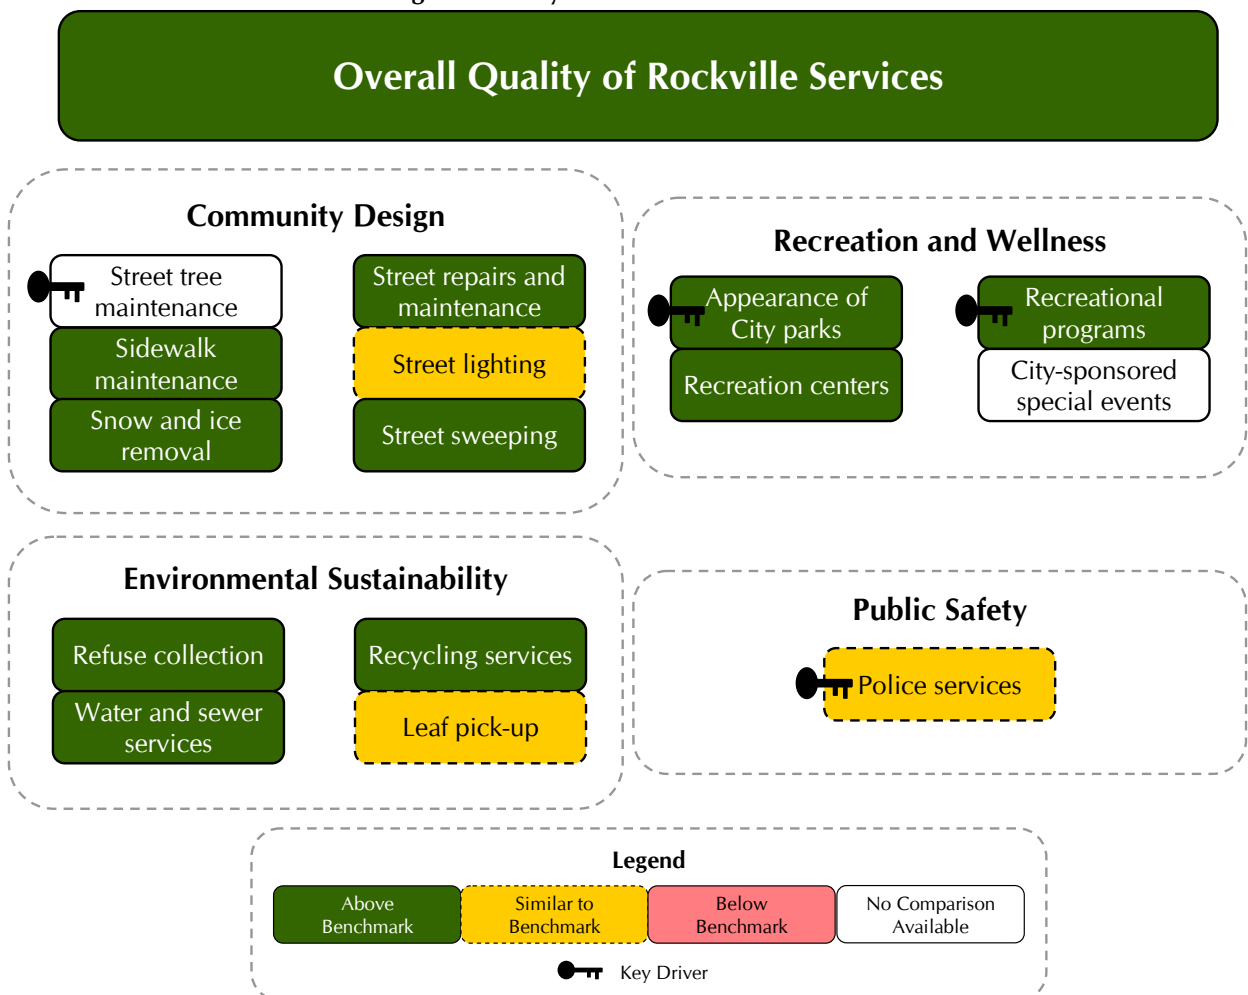 Overall Quality of Rockville Services
Community Design
Street tree
maintenance
Sidewalk
maintenance
Snow and ice
removal
Street repairs and
maintenance
Street lighting
Street sweeping
Recreation and Wellness
Appearance of
City parks
Recreation centers
Recreational
programs
City-sponsored
special events
Environmental Sustainability
Refuse collection
Water and sewer
services
Recycling services
Leaf pick-up
Public Safety
Police services
Legend
Above
Benchmark
Similar to
Benchmark
Below
Benchmark
No Comparison
Available
Key Driver